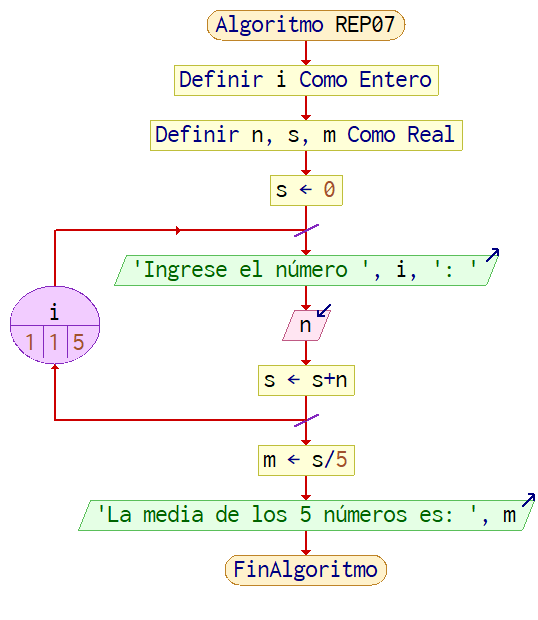 Algoritmo REP07
Definir i Como Entero
Definir n, s, m Como Real
s ← 0
'Ingrese el número ', i, ': '
i
1 1 5
n
s ← s+n
m ← s/5
'La media de los 5 números es: ', m
FinAlgoritmo